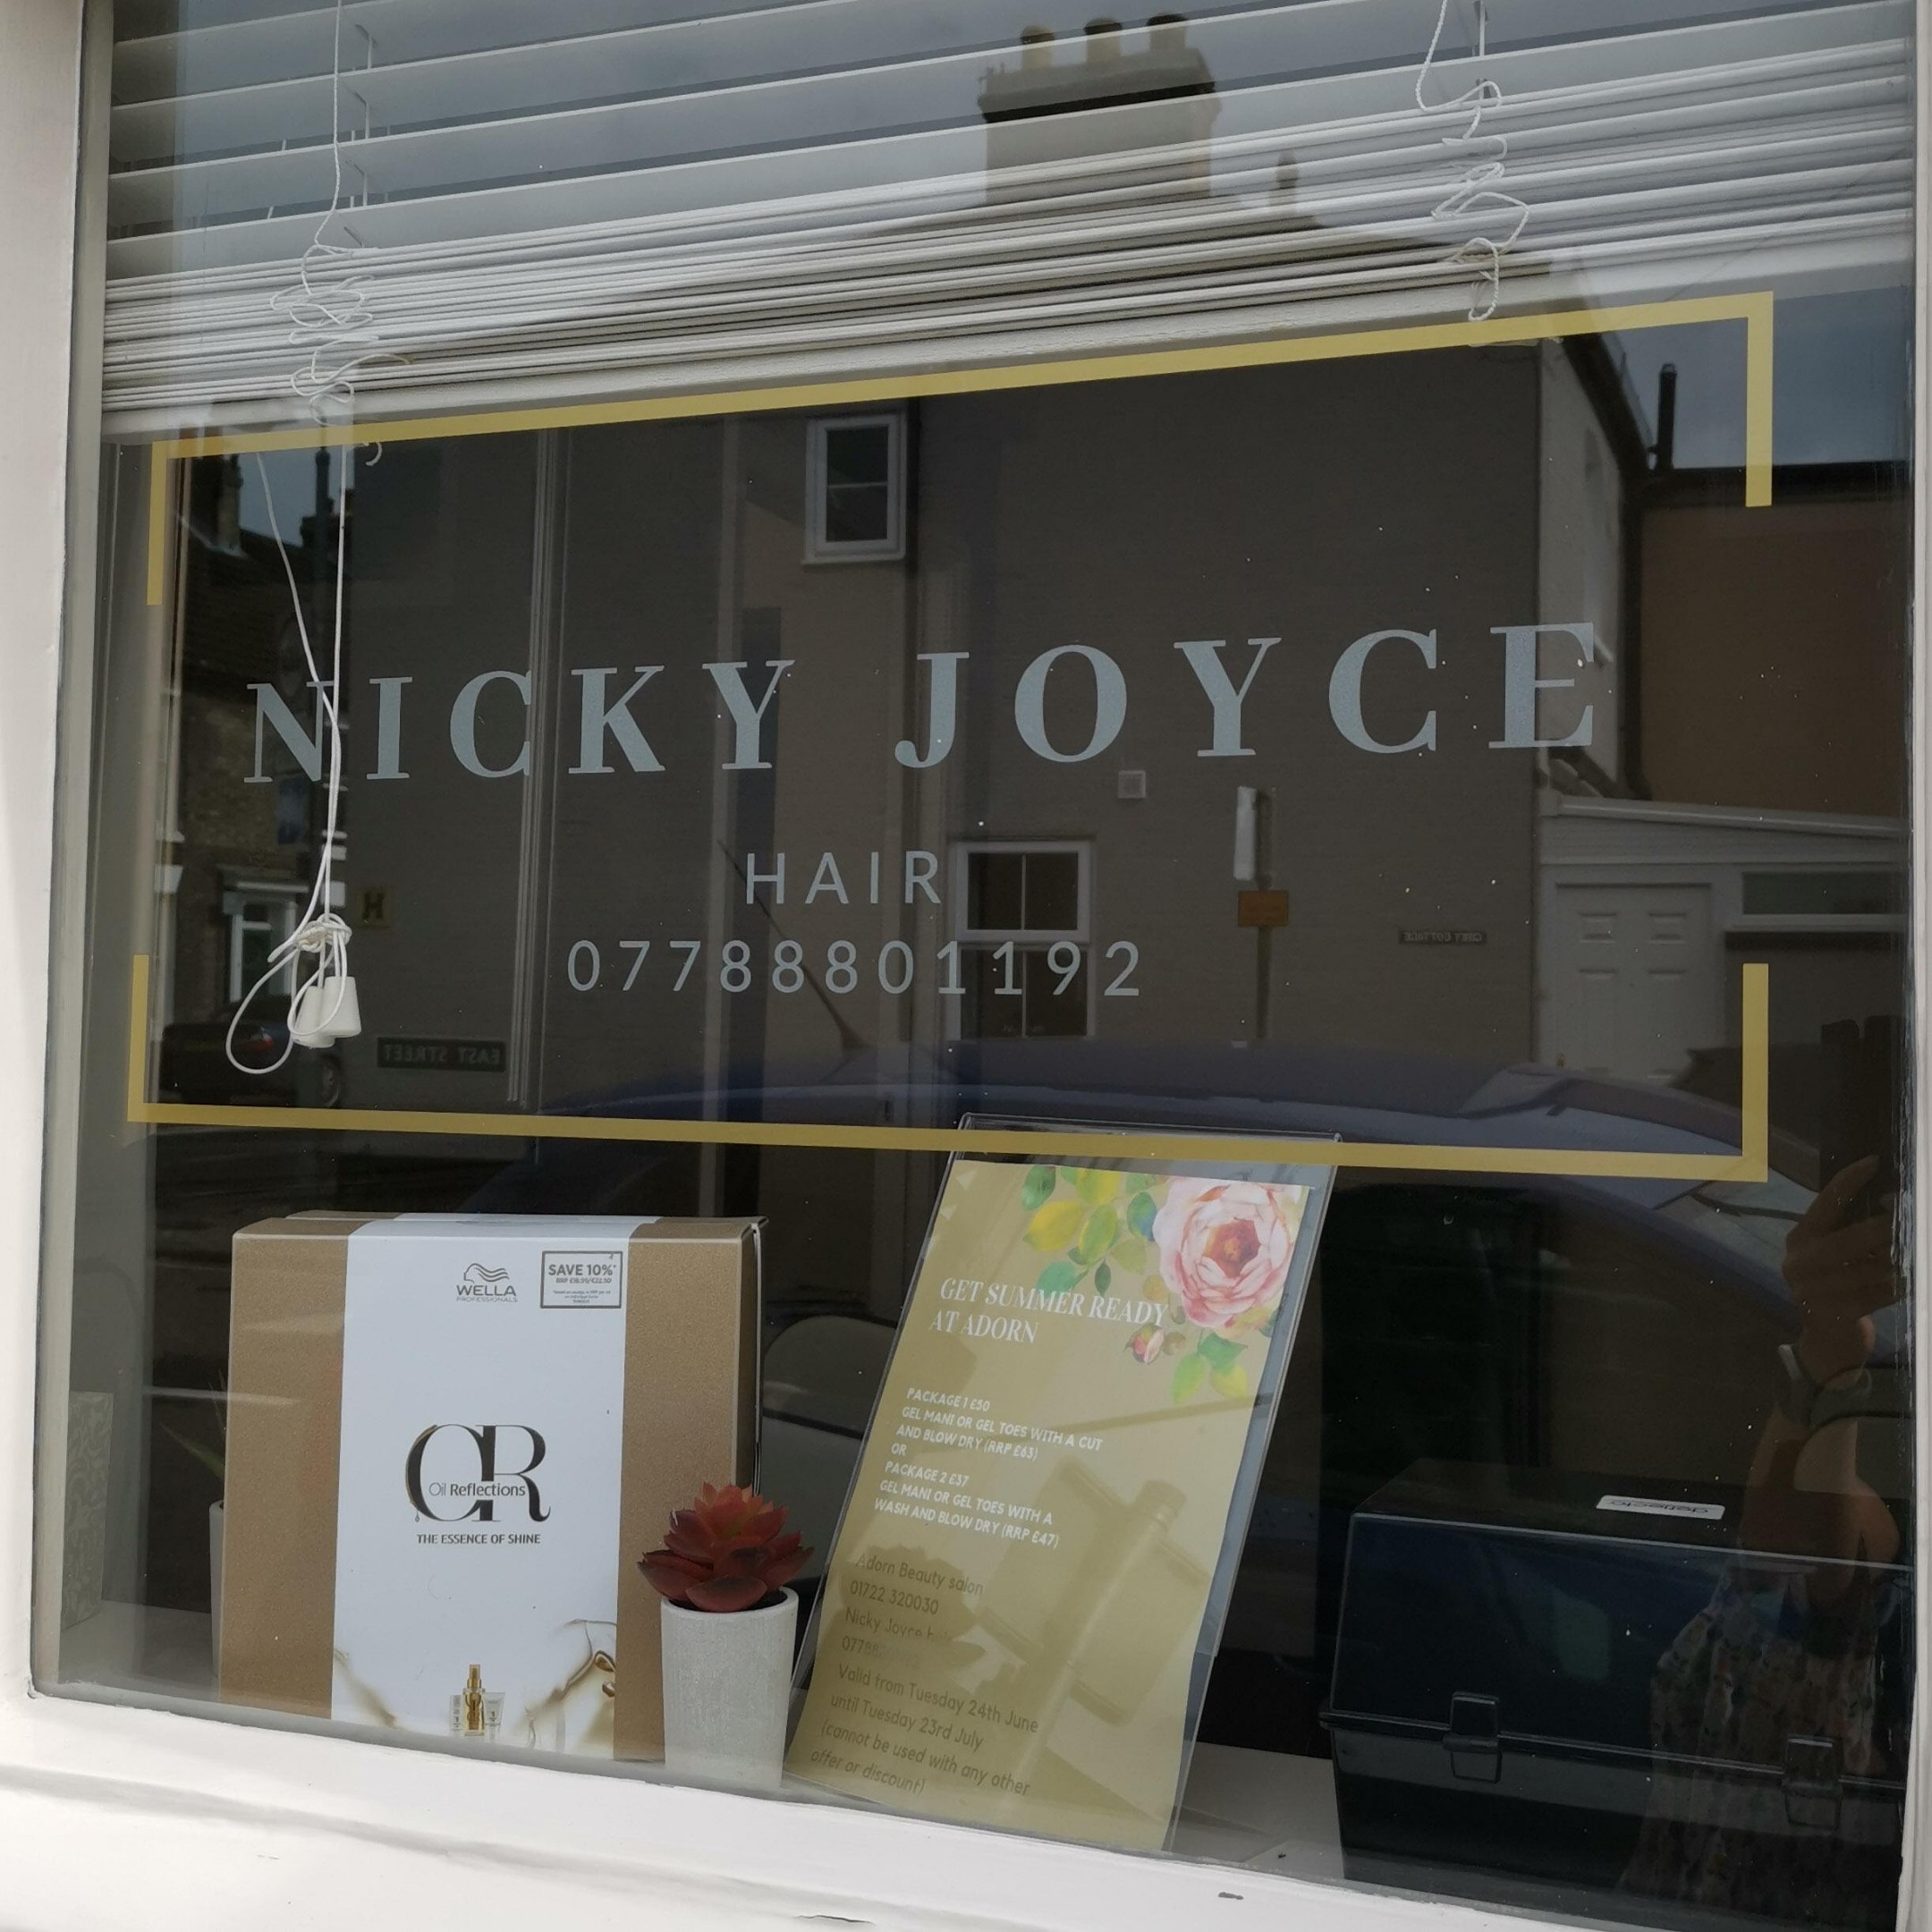 NICKY JOYCE
HAIR
07788801192
EAST STREET
H
WELLA
PROFESSIONALS
SAVE 10%*
OR
Oil Reflections
THE ESSENCE OF SHINE
GET SUMMER READY
AT ADORN
PACKAGE 1 £50
GEL MANI OR GEL TOES WITH A CUT
AND BLOW DRY (RRP £63)
OR
PACKAGE 2 £37
GEL MANI OR GEL TOES WITH A
WASH AND BLOW DRY (RRP £47)
Adorn Beauty salon
01722 320030
Nicky Joyce
Valid from Tuesday 24th June
until Tuesday 23rd July
(cannot be used with any other
offer or discount)
deflecto